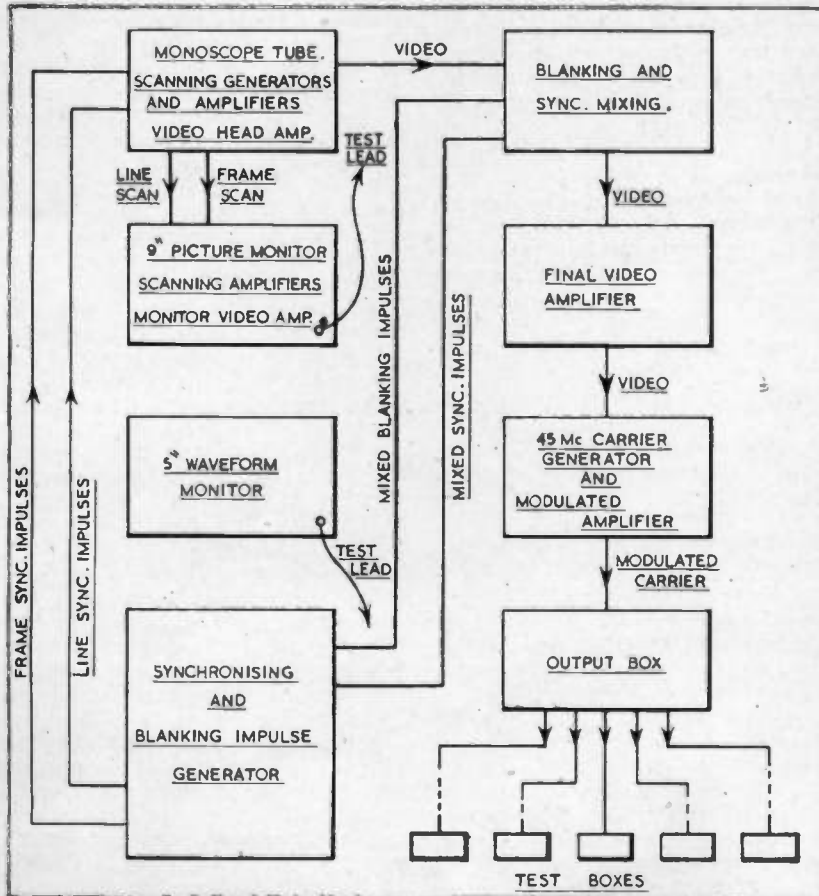 MONOSCOPE TUBE.
SCANNING GENERATORS
AND AMPLIFIERS
VIDEO HEAD AMP.
VIDEO
BLANKING AND
SYNC. MIXING.
LINE
SCAN
FRAME
SCAN
TEST
LEAD
VIDEO
9" PICTURE MONITOR
SCANNING AMPLIFIERS
MONITOR VIDEO AMP.
FINAL VIDEO
AMPLIFIER
MIXED BLANKING IMPULSES
MIXED SYNC. IMPULSES
VIDEO
5" WAVEFORM
MONITOR
TEST
LEAD
45 Mc CARRIER
GENERATOR
AND
MODULATED
AMPLIFIER
MODULATED
CARRIER
FRAME SYNC. IMPULSES
LINE SYNC. IMPULSES
SYNCHRONISING
AND
BLANKING IMPULSE
GENERATOR
OUTPUT BOX
TEST BOXES